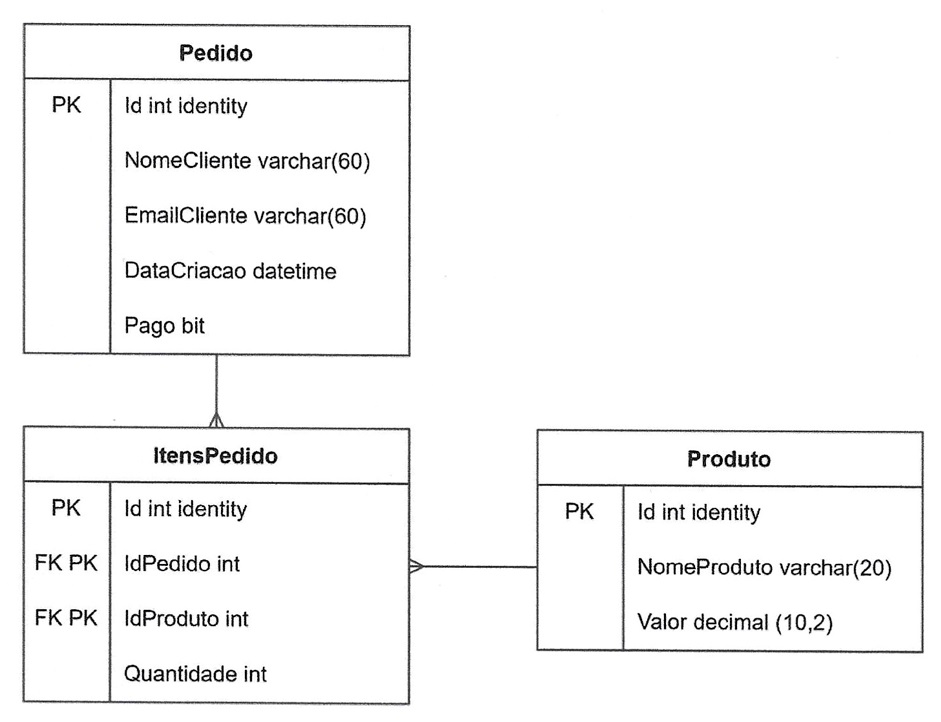 Pedido
PK Id int identity
NomeCliente varchar(60)
EmailCliente varchar(60)
DataCriacao datetime
Pago bit
ItensPedido
PK Id int identity
FK PK IdPedido int
FK PK IdProduto int
Quantidade int
Produto
PK Id int identity
NomeProduto varchar(20)
Valor decimal (10,2)